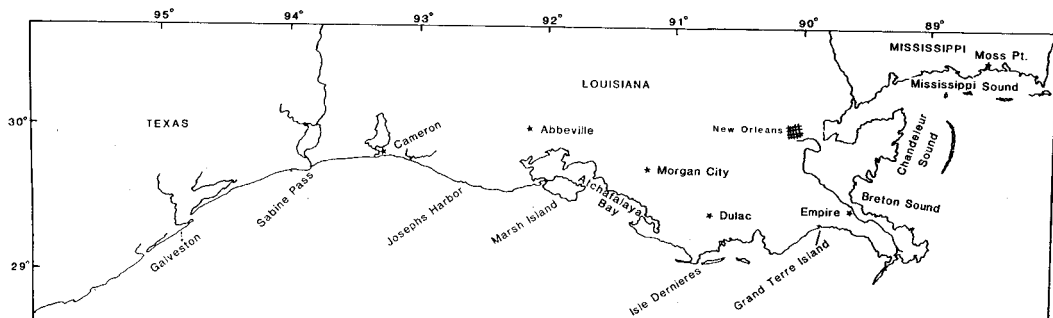 95°
94°
93°
92°
91°
90°
89°
MISSISSIPPI
Moss Pt.
LOUISIANA
Mississippi Sound
30°
TEXAS
Cameron
Abbeville
New Orleans
Chandeleur
Sound
Morgan City
Sabine Pass
Josephs Harbor
Marsh Island
Atchafalaya
Bay
Dulac
Empire
Breton Sound
Galveston
29°
Isle Dernieres
Grand Terre Island